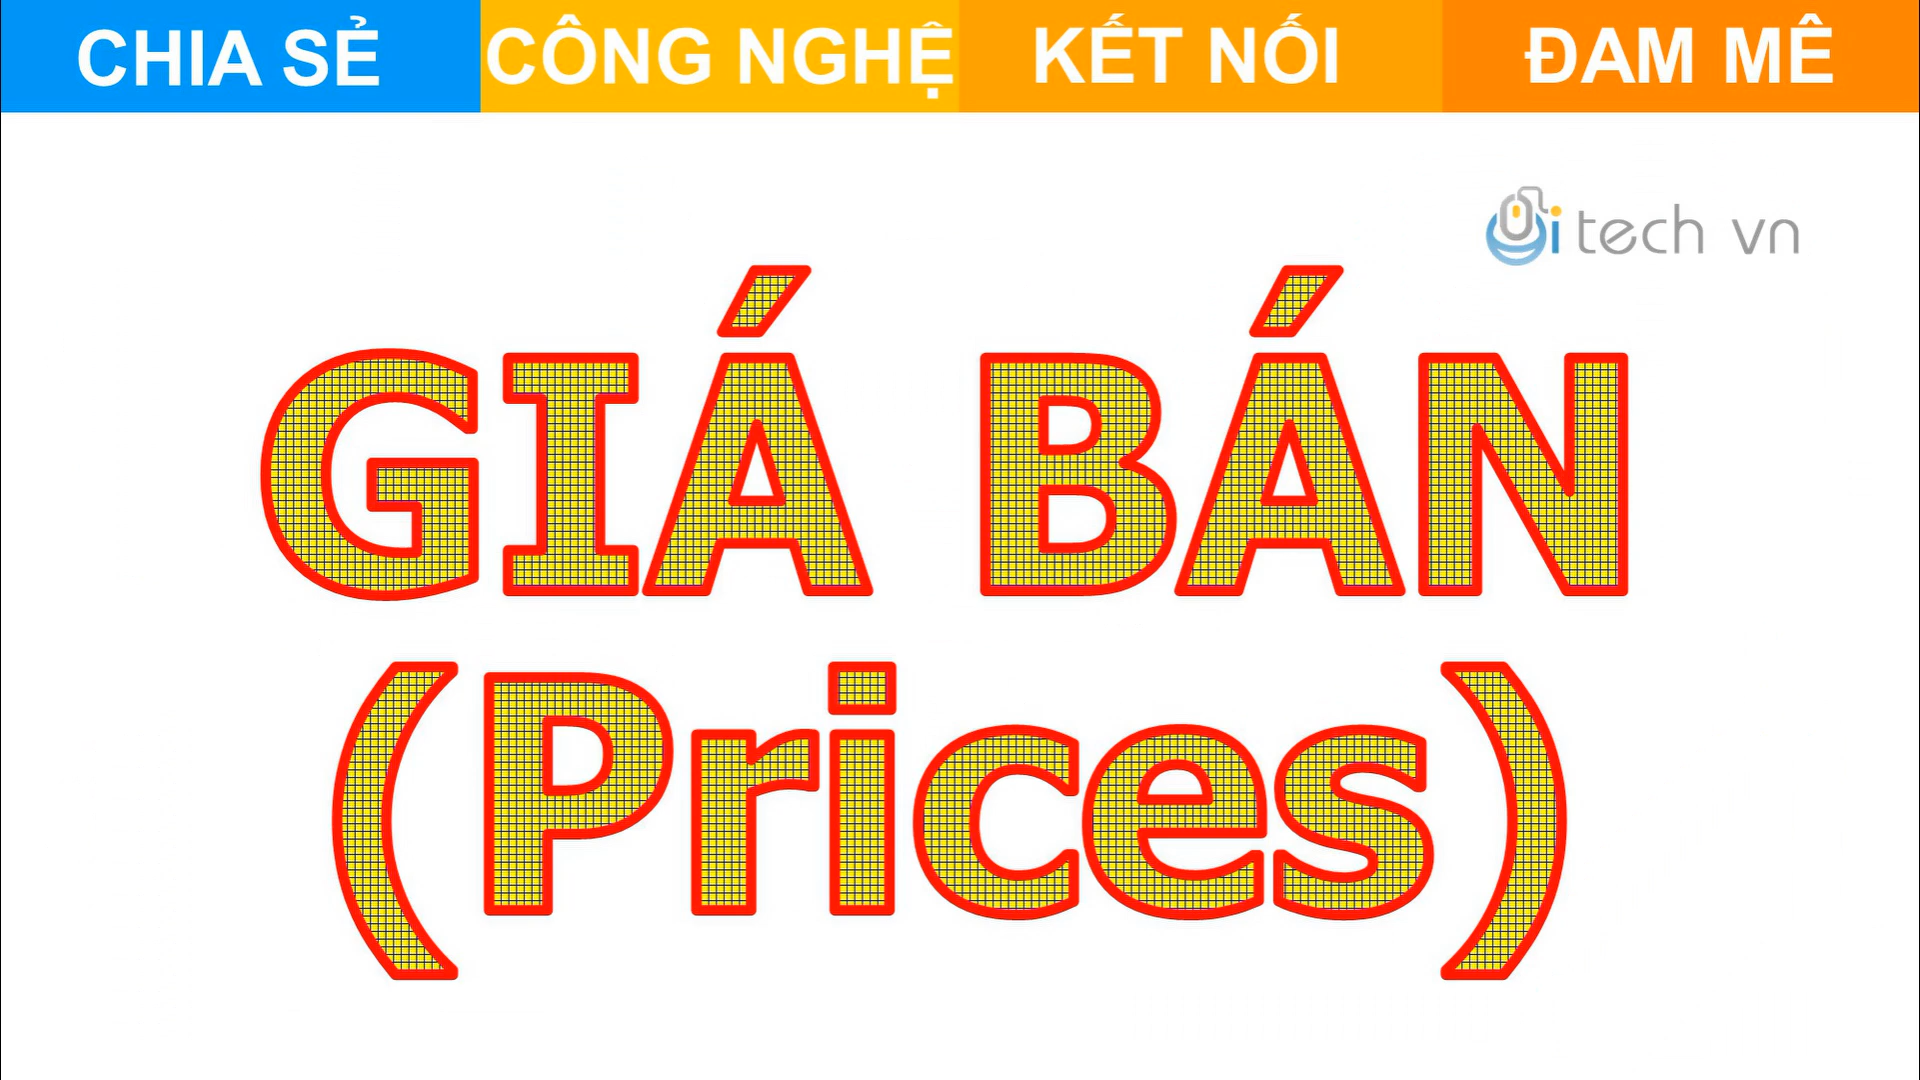 CHIA SẺ CÔNG NGHỆ KẾT NỐI ĐAM MÊ
i tech vn
GIÁ BÁN
(Prices)